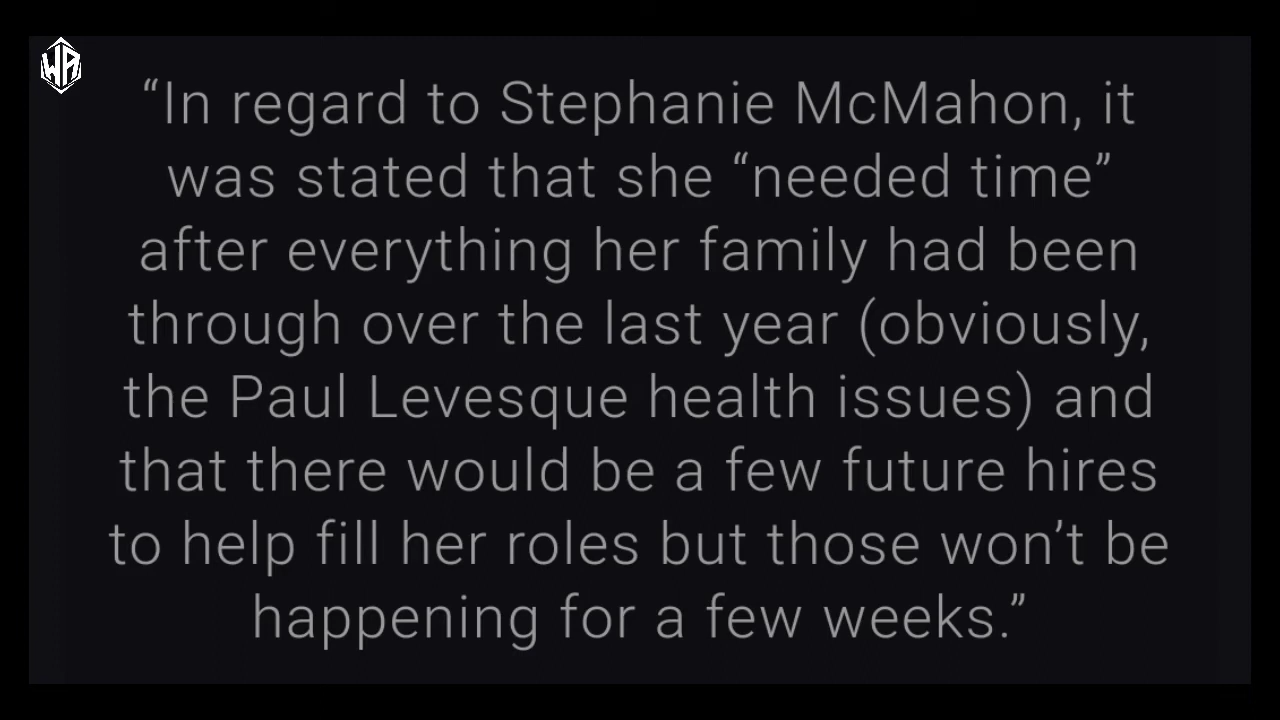 WA
“In regard to Stephanie McMahon, it
was stated that she “needed time”
after everything her family had been
through over the last year (obviously,
the Paul Levesque health issues) and
that there would be a few future hires
to help fill her roles but those won’t be
happening for a few weeks.”